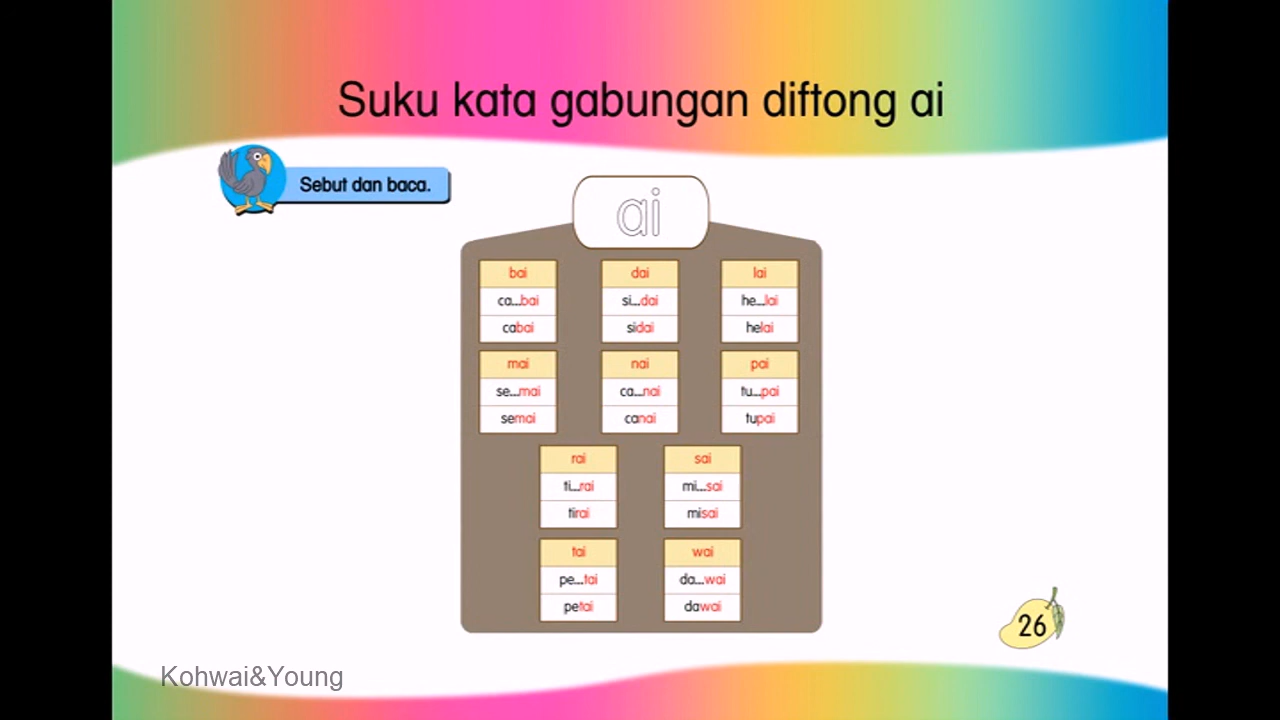 Suku kata gabungan diftong ai
Sebut dan baca.
ai
bai
ca...bai
cabai
dai
si...dai
sidai
lai
he...lai
helai
mai
se...mai
semai
nai
ca...nai
canai
pai
tu...pai
tupai
rai
ti...rai
tirai
sai
mi...sai
misai
tai
pe...tai
petai
wai
da...wai
dawai
26
Kohwai&Young